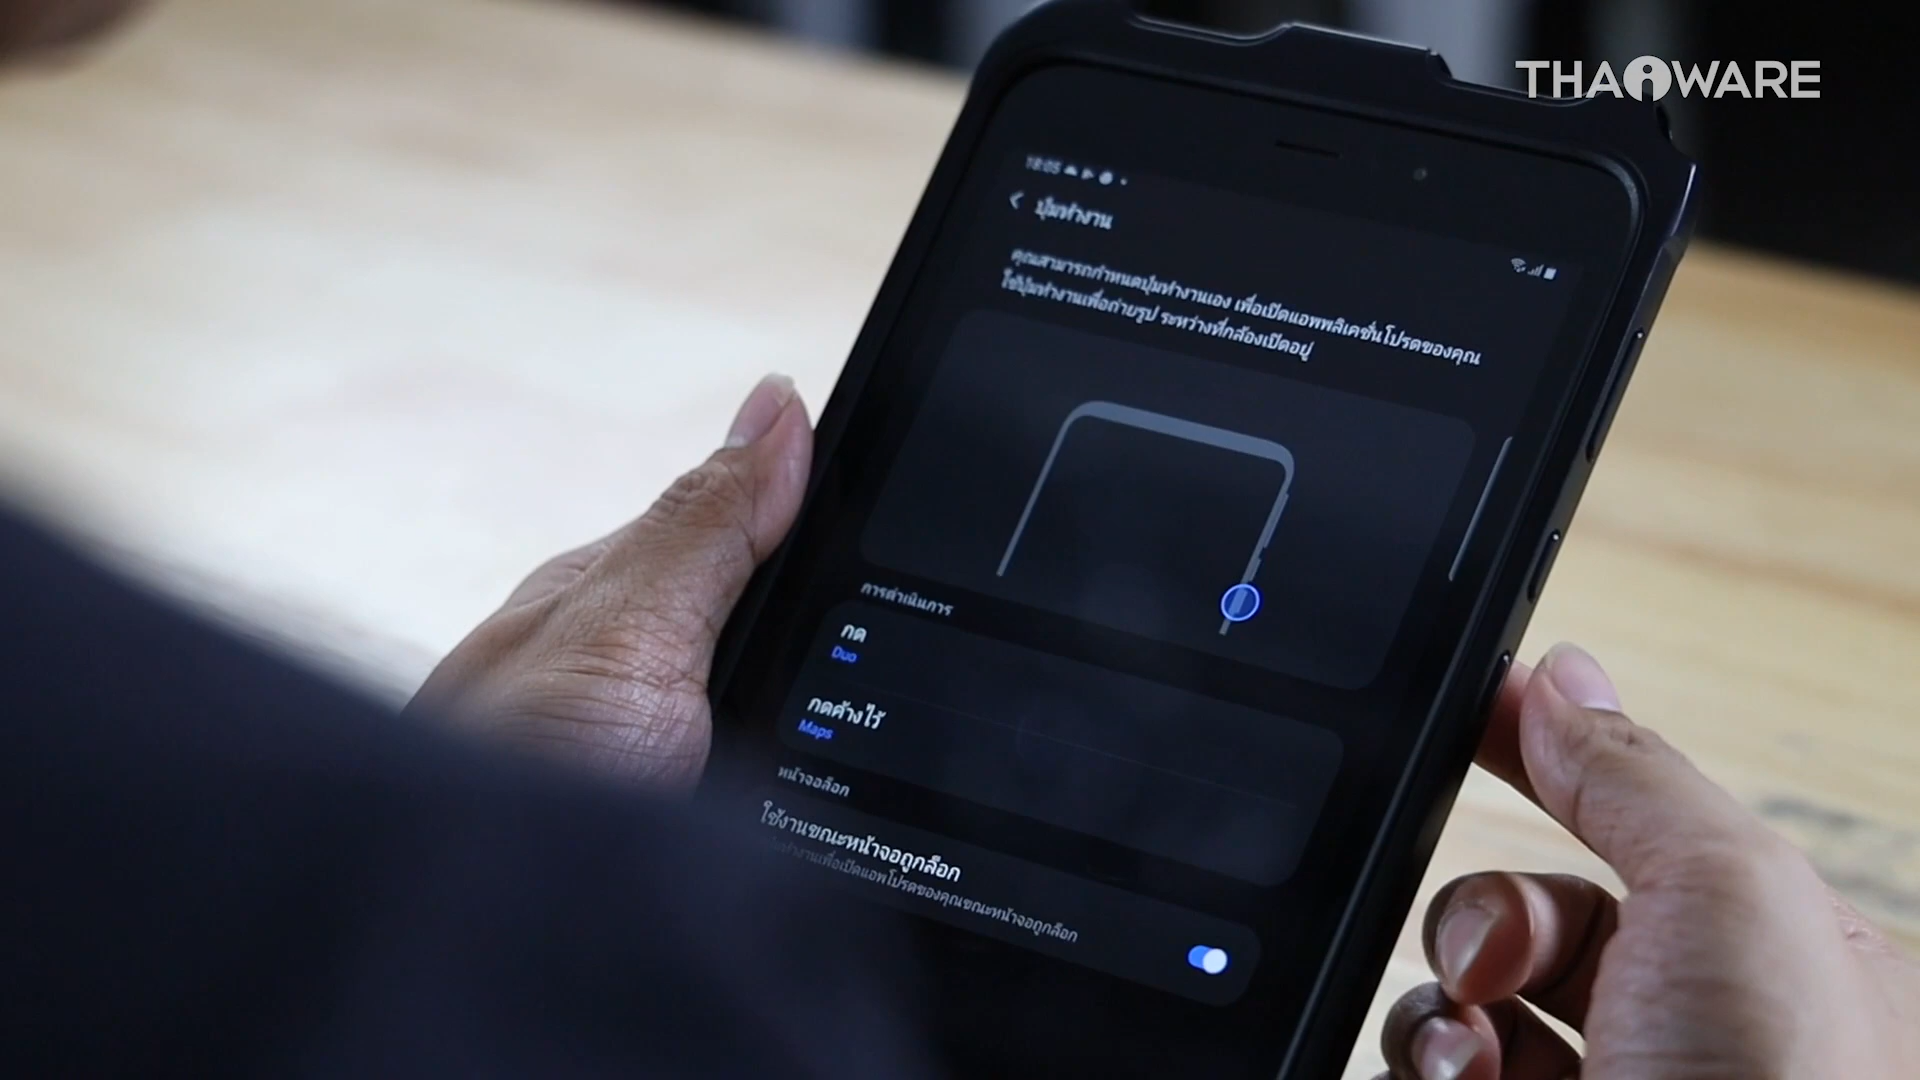 THAiWARE
18:05
ปุ่มทำงาน
คุณสามารถกำหนดปุ่มทำงานเอง เพื่อเปิดแอพพลิเคชั่นโปรดของคุณ
ใช้ปุ่มทำงานเพื่อถ่ายรูป ระหว่างที่กล้องเปิดอยู่
การดำเนินการ
กด
Duo
กดค้างไว้
Maps
หน้าจอล็อก
ใช้งานขณะหน้าจอถูกล็อก
ทำงานเพื่อเปิดแอพโปรดของคุณขณะหน้าจอถูกล็อก